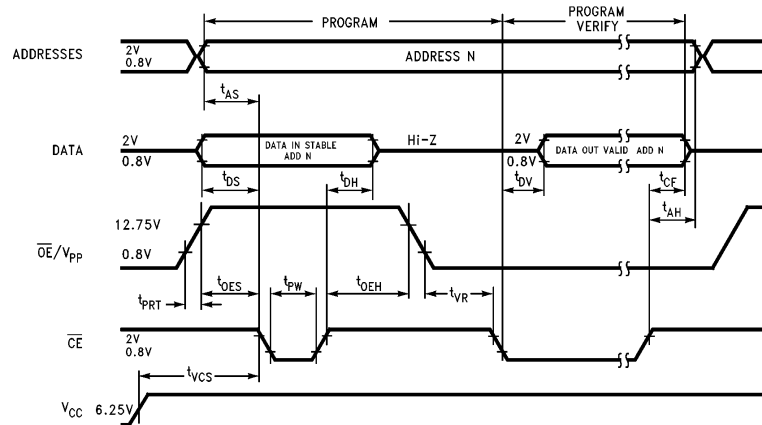 PROGRAM
PROGRAM
VERIFY
ADDRESSES
2V
0.8V
ADDRESS N
tAS
DATA
2V
0.8V
DATA IN STABLE
ADD N
Hi-Z
2V
0.8V
DATA OUT VALID ADD N
tDS
tDH
tDV
tCF
tAH
12.75V
OE/VPP
0.8V
tPRT
tOES
tPW
tOEH
tVR
CE
2V
0.8V
tVCS
VCC
6.25V